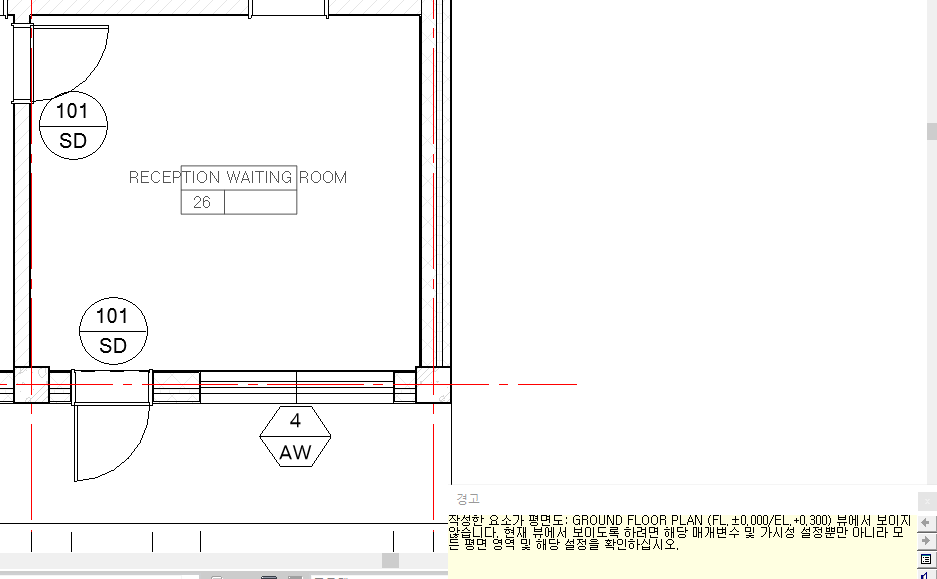 101
SD
RECEPTION WAITING ROOM
26
101
SD
4
AW
경고
작성한 요소가 평면도: GROUND FLOOR PLAN (FL.±0,000/EL.+0,300) 뷰에서 보이지
않습니다. 현재 뷰에서 보이도록 하려면 해당 매개변수 및 가시성 설정뿐만 아니라 모
든 평면 영역 및 해당 설정을 확인하십시오.